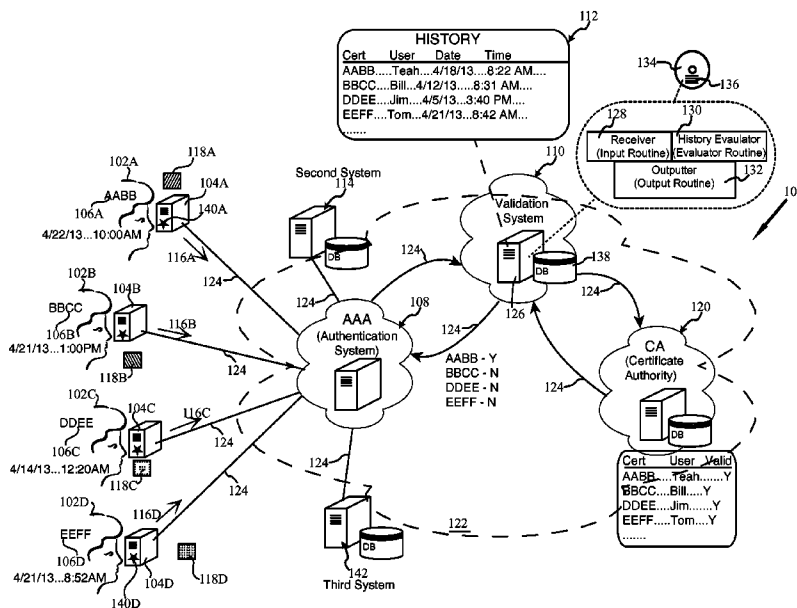 112
HISTORY
Cert User Date Time
AABB.....Teah....4/18/13....8:22 AM....
BBCC....Bill....4/12/13....8:31 AM....
DDEE....Jim....4/5/13....3:40 PM....
EEFF....Tom...4/21/13...8:42 AM....
......
134
136
128
130
Receiver
(Input Routine)
History Evaulator
(Evaluator Routine)
Outputter
(Output Routine)
132
10
110
Validation
System
DB
126
138
Second System
114
DB
118A
102A
104A
AABB
106A
140A
4/22/13...10:00AM
116A
124
124
124
124
124
102B
104B
BBCC
106B
4/21/13...1:00PM
116B
124
118B
AAA
(Authentication
System)
108
AABB - Y
BBCC - N
DDEE - N
EEFF - N
124
120
CA
(Certificate
Authority)
DB
Cert User Valid
AABB....Teah.......Y
BBCC....Bill.....Y
DDEE....Jim.......Y
EEFF....Tom....Y
......
102C
104C
DDEE
106C
4/14/13...12:20AM
116C
124
118C
102D
EEFF
106D
4/21/13...8:52AM
116D
124
104D
140D
118D
124
122
142
DB
Third System